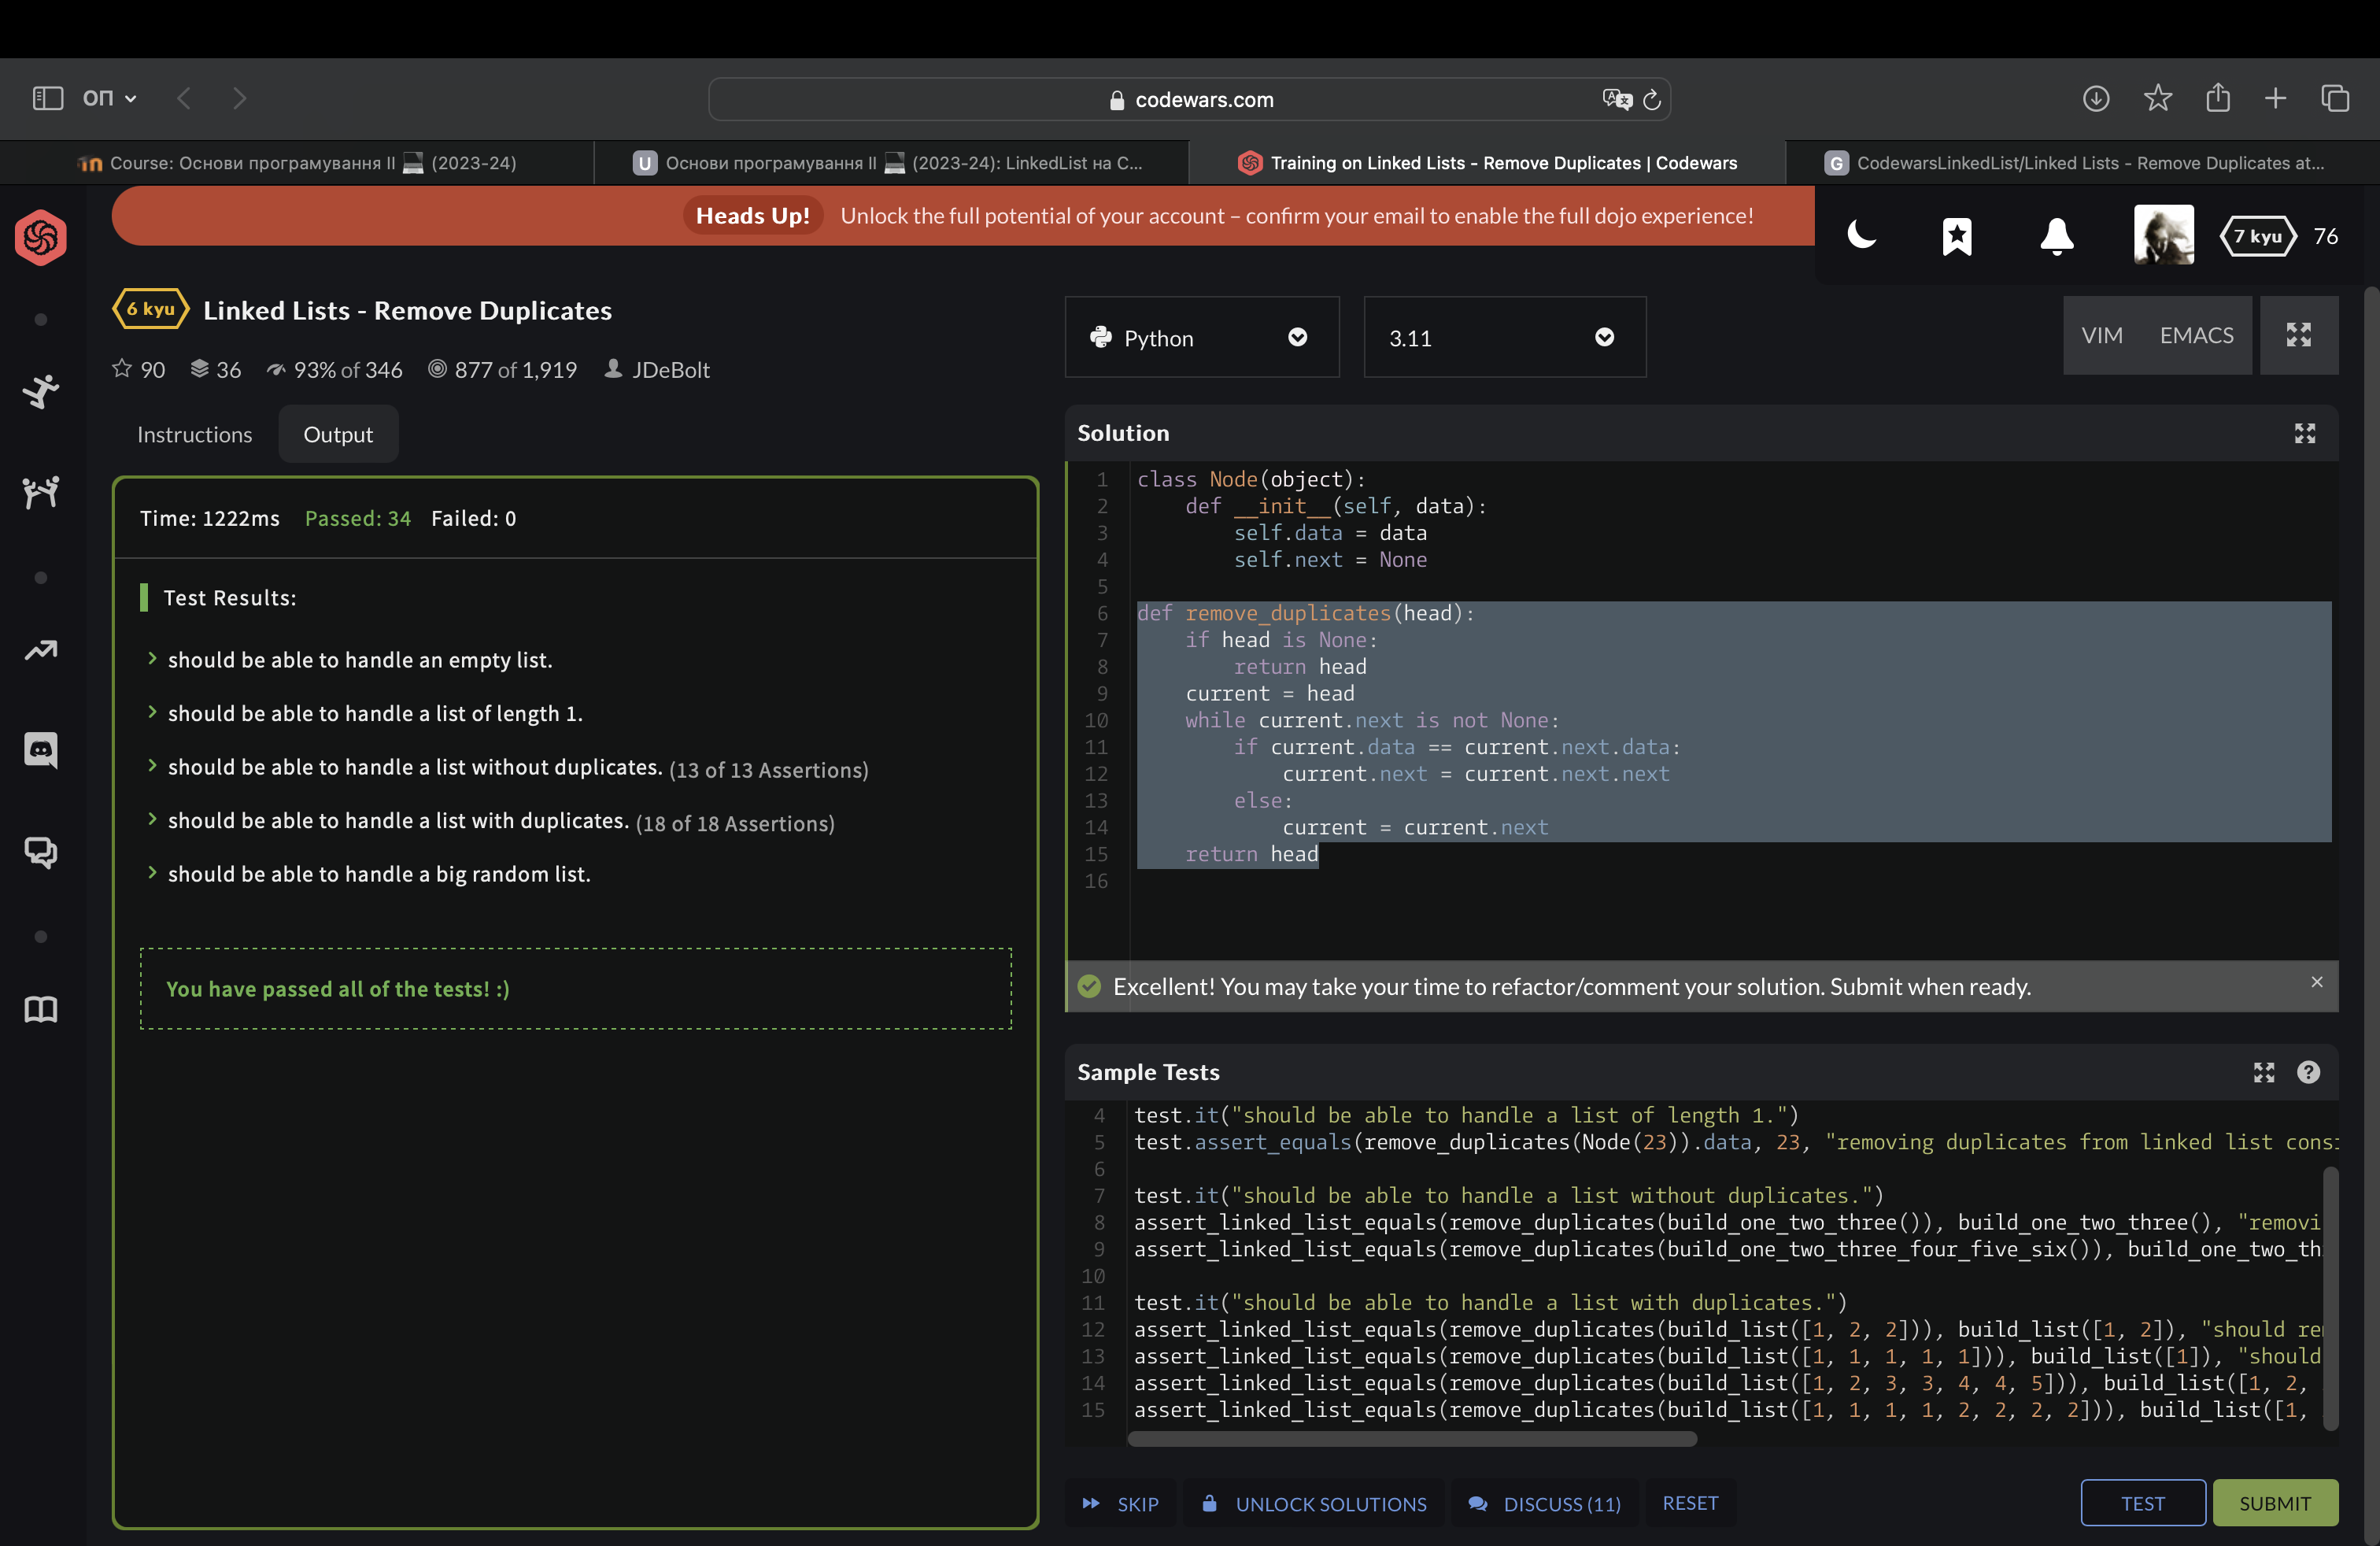 ОП
codewars.com
Course: Основи програмування II 💻 (2023-24)
U Основи програмування II 💻 (2023-24): LinkedList на C...
Training on Linked Lists - Remove Duplicates | Codewars
G CodewarsLinkedList/Linked Lists - Remove Duplicates at...
Heads Up! Unlock the full potential of your account – confirm your email to enable the full dojo experience!
7 kyu 76
6 kyu Linked Lists - Remove Duplicates
90 36 93% of 346 877 of 1,919 JDeBolt
Instructions Output
Time: 1222ms Passed: 34 Failed: 0
Test Results:
should be able to handle an empty list.
should be able to handle a list of length 1.
should be able to handle a list without duplicates. (13 of 13 Assertions)
should be able to handle a list with duplicates. (18 of 18 Assertions)
should be able to handle a big random list.
You have passed all of the tests! :)
Python 3.11 VIM EMACS
Solution
1 class Node(object):
2 def __init__(self, data):
3 self.data = data
4 self.next = None
5
6 def remove_duplicates(head):
7 if head is None:
8 return head
9 current = head
10 while current.next is not None:
11 if current.data == current.next.data:
12 current.next = current.next.next
13 else:
14 current = current.next
15 return head
16
Excellent! You may take your time to refactor/comment your solution. Submit when ready.
Sample Tests
4 test.it("should be able to handle a list of length 1.")
5 test.assert_equals(remove_duplicates(Node(23)).data, 23, "removing duplicates from linked list cons
6
7 test.it("should be able to handle a list without duplicates.")
8 assert_linked_list_equals(remove_duplicates(build_one_two_three()), build_one_two_three(), "removi
9 assert_linked_list_equals(remove_duplicates(build_one_two_three_four_five_six()), build_one_two_th
10
11 test.it("should be able to handle a list with duplicates.")
12 assert_linked_list_equals(remove_duplicates(build_list([1, 2, 2])), build_list([1, 2]), "should re
13 assert_linked_list_equals(remove_duplicates(build_list([1, 1, 1, 1, 1])), build_list([1]), "should
14 assert_linked_list_equals(remove_duplicates(build_list([1, 2, 3, 3, 4, 4, 5])), build_list([1, 2,
15 assert_linked_list_equals(remove_duplicates(build_list([1, 1, 1, 1, 2, 2, 2, 2])), build_list([1,
SKIP UNLOCK SOLUTIONS DISCUSS (11) RESET TEST SUBMIT